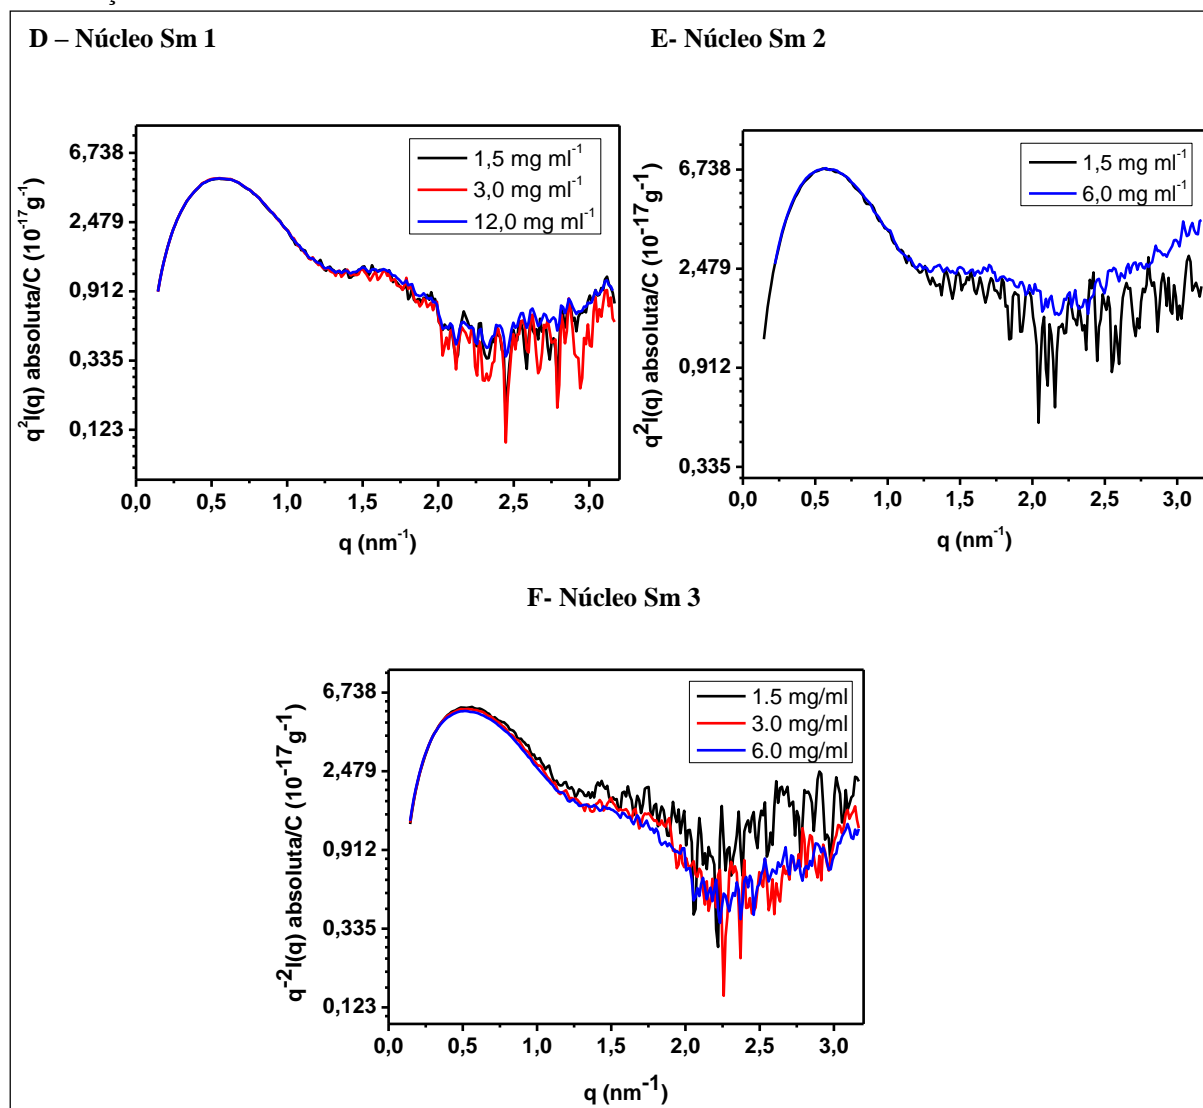 D – Núcleo Sm 1
E- Núcleo Sm 2
6,738
2,479
0,912
0,335
0,123
0,0
0,5
1,0
1,5
2,0
2,5
3,0
q²I(q) absoluta/C (10⁻¹⁷g⁻¹)
q (nm⁻¹)
1,5 mg ml⁻¹
3,0 mg ml⁻¹
12,0 mg ml⁻¹
6,738
2,479
0,912
0,335
0,0
0,5
1,0
1,5
2,0
2,5
3,0
q²I(q) absoluta/C (10⁻¹⁷g⁻¹)
q (nm⁻¹)
1,5 mg ml⁻¹
6,0 mg ml⁻¹
F- Núcleo Sm 3
6,738
2,479
0,912
0,335
0,123
0,0
0,5
1,0
1,5
2,0
2,5
3,0
q⁻²I(q) absoluta/C (10⁻¹⁷g⁻¹)
q (nm⁻¹)
1.5 mg/ml
3.0 mg/ml
6.0 mg/ml